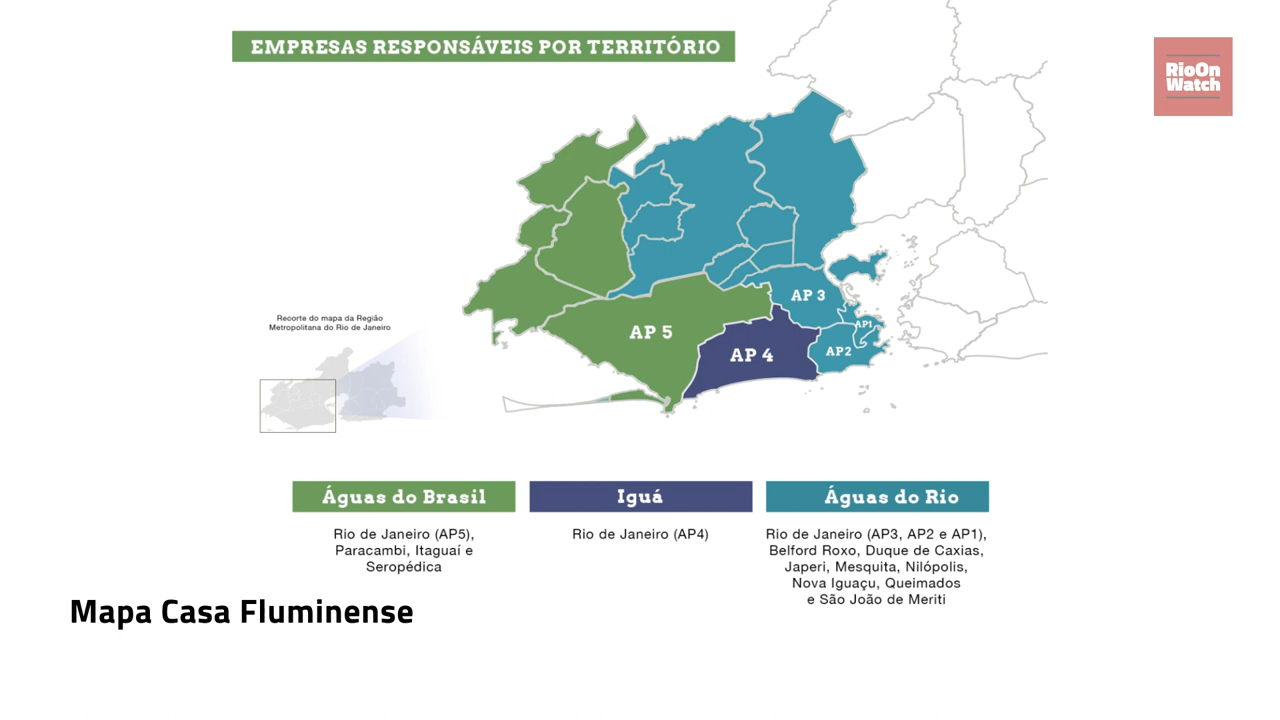 EMPRESAS RESPONSÁVEIS POR TERRITÓRIO
RioOn
Watch
AP 3
AP1
AP 5
AP 4
AP2
Recorte do mapa da Região
Metropolitana do Rio de Janeiro
Águas do Brasil
Rio de Janeiro (AP5),
Paracambi, Itaguaí e
Seropédica
Iguá
Rio de Janeiro (AP4)
Águas do Rio
Rio de Janeiro (AP3, AP2 e AP1),
Belford Roxo, Duque de Caxias,
Japeri, Mesquita, Nilópolis,
Nova Iguaçu, Queimados
e São João de Meriti
Mapa Casa Fluminense